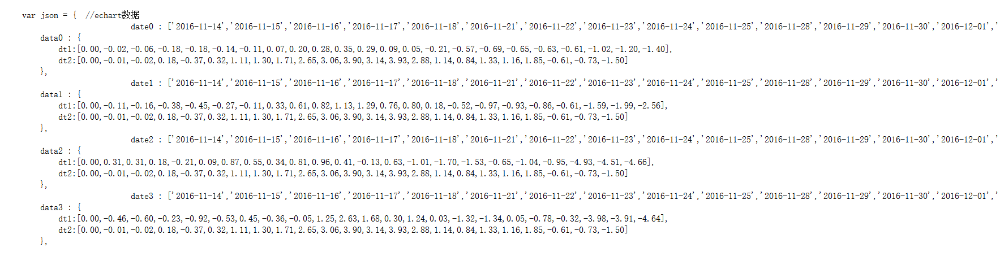 var json = {  //echart数据
date0 : ['2016-11-14','2016-11-15','2016-11-16','2016-11-17','2016-11-18','2016-11-21','2016-11-22','2016-11-23','2016-11-24','2016-11-25','2016-11-28','2016-11-29','2016-11-30','2016-12-01','
data0 : {
dt1:[0.00,-0.02,-0.06,-0.18,-0.18,-0.14,-0.11,0.07,0.20,0.28,0.35,0.29,0.09,0.05,-0.21,-0.57,-0.69,-0.65,-0.63,-0.61,-1.02,-1.20,-1.40],
dt2:[0.00,-0.01,-0.02,0.18,-0.37,0.32,1.11,1.30,1.71,2.65,3.06,3.90,3.14,3.93,2.88,1.14,0.84,1.33,1.16,1.85,-0.61,-0.73,-1.50]
},
date1 : ['2016-11-14','2016-11-15','2016-11-16','2016-11-17','2016-11-18','2016-11-21','2016-11-22','2016-11-23','2016-11-24','2016-11-25','2016-11-28','2016-11-29','2016-11-30','2016-12-01','
data1 : {
dt1:[0.00,-0.11,-0.16,-0.38,-0.45,-0.27,-0.11,0.33,0.61,0.82,1.13,1.29,0.76,0.80,0.18,-0.52,-0.97,-0.93,-0.86,-0.61,-1.59,-1.99,-2.56],
dt2:[0.00,-0.01,-0.02,0.18,-0.37,0.32,1.11,1.30,1.71,2.65,3.06,3.90,3.14,3.93,2.88,1.14,0.84,1.33,1.16,1.85,-0.61,-0.73,-1.50]
},
date2 : ['2016-11-14','2016-11-15','2016-11-16','2016-11-17','2016-11-18','2016-11-21','2016-11-22','2016-11-23','2016-11-24','2016-11-25','2016-11-28','2016-11-29','2016-11-30','2016-12-01','
data2 : {
dt1:[0.00,0.31,0.31,0.18,-0.21,0.09,0.87,0.55,0.34,0.81,0.96,0.41,-0.13,0.63,-1.01,-1.70,-1.53,-0.65,-1.04,-0.95,-4.93,-4.51,-4.66],
dt2:[0.00,-0.01,-0.02,0.18,-0.37,0.32,1.11,1.30,1.71,2.65,3.06,3.90,3.14,3.93,2.88,1.14,0.84,1.33,1.16,1.85,-0.61,-0.73,-1.50]
},
date3 : ['2016-11-14','2016-11-15','2016-11-16','2016-11-17','2016-11-18','2016-11-21','2016-11-22','2016-11-23','2016-11-24','2016-11-25','2016-11-28','2016-11-29','2016-11-30','2016-12-01','
data3 : {
dt1:[0.00,-0.46,-0.60,-0.23,-0.92,-0.53,0.45,-0.36,-0.05,1.25,2.63,1.68,0.30,1.24,0.03,-1.32,-1.34,0.05,-0.78,-0.32,-3.98,-3.91,-4.64],
dt2:[0.00,-0.01,-0.02,0.18,-0.37,0.32,1.11,1.30,1.71,2.65,3.06,3.90,3.14,3.93,2.88,1.14,0.84,1.33,1.16,1.85,-0.61,-0.73,-1.50]
},